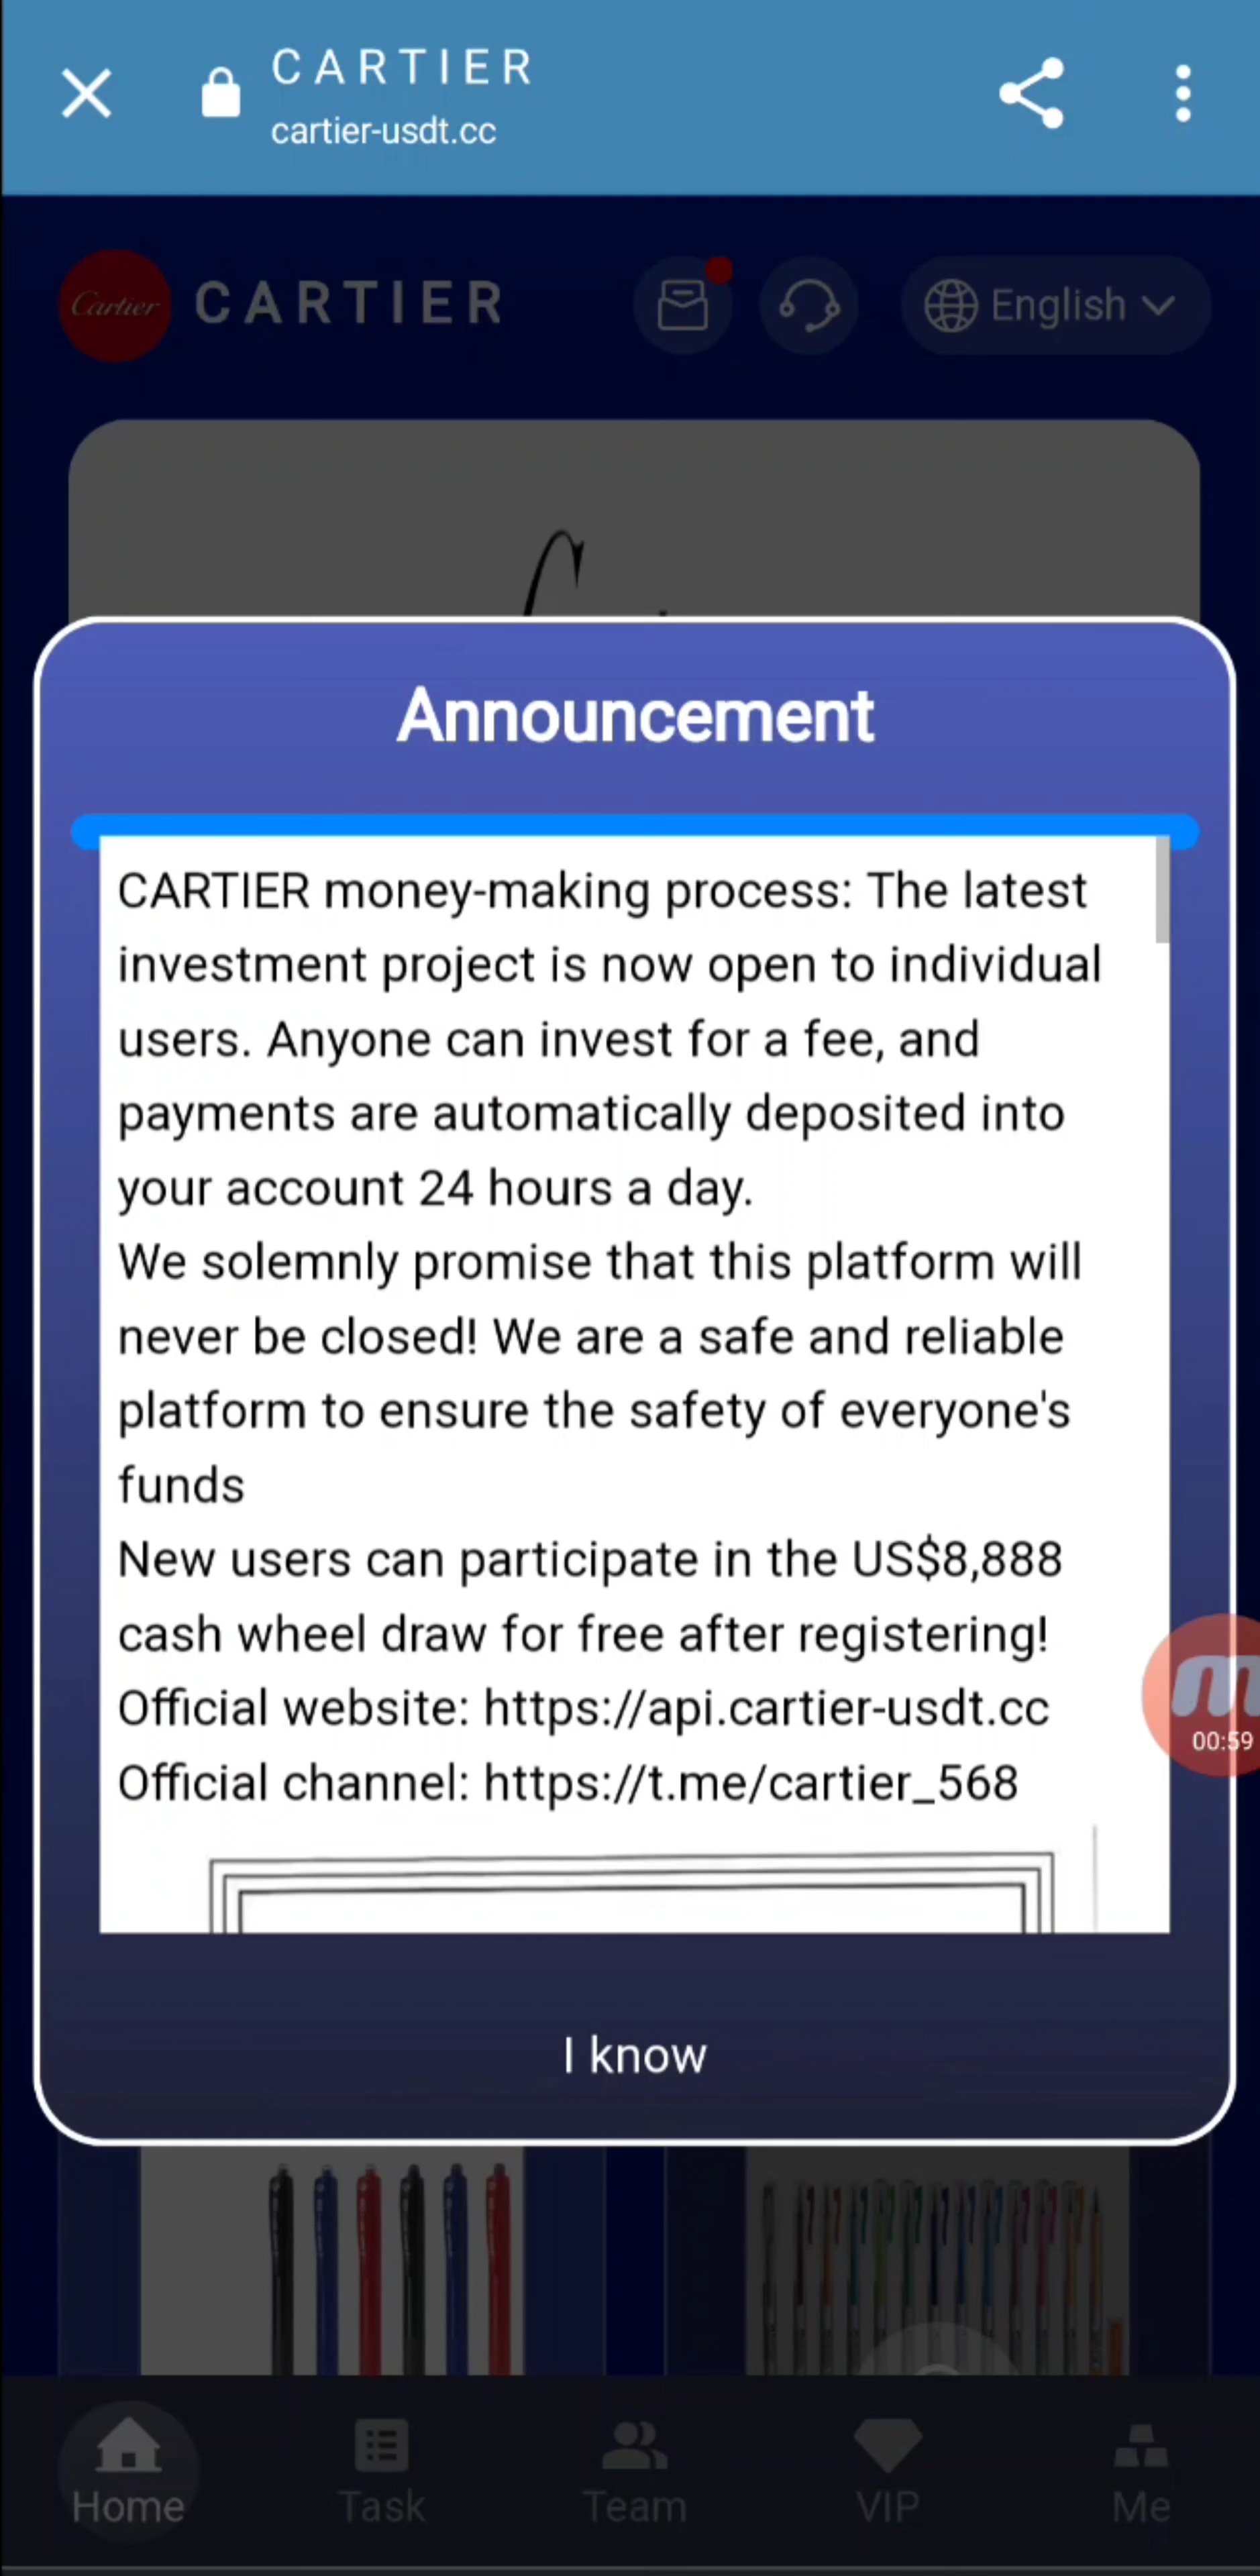 CARTIER
cartier-usdt.cc
Cartier
CARTIER
English
Announcement
CARTIER money-making process: The latest
investment project is now open to individual
users. Anyone can invest for a fee, and
payments are automatically deposited into
your account 24 hours a day.
We solemnly promise that this platform will
never be closed! We are a safe and reliable
platform to ensure the safety of everyone's
funds
New users can participate in the US$8,888
cash wheel draw for free after registering!
Official website: https://api.cartier-usdt.cc
Official channel: https://t.me/cartier_568
00:59
I know
Home
Task
Team
VIP
Me